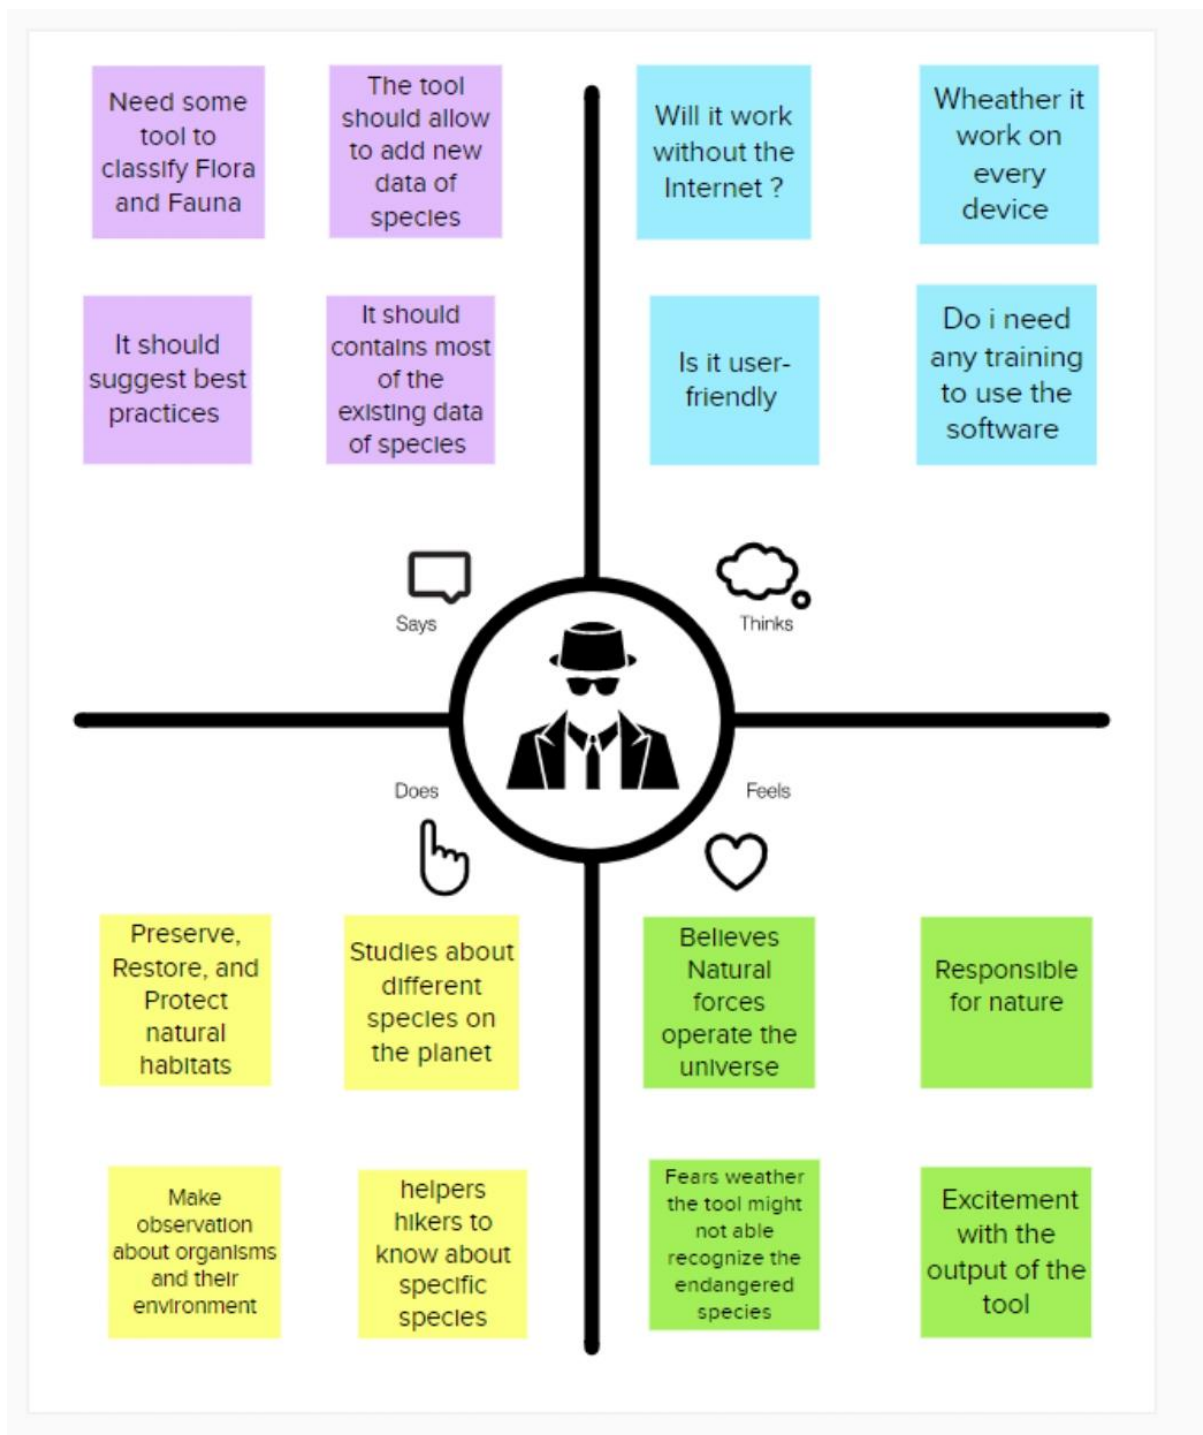 Need some
tool to
classify Flora
and Fauna
The tool
should allow
to add new
data of
species
Will it work
without the
Internet ?
Wheather it
work on
every
device
It should
suggest best
practices
It should
contains most
of the
existing data
of species
Is it user-
friendly
Do i need
any training
to use the
software
Says
Thinks
Does
Feels
Preserve,
Restore, and
Protect
natural
habitats
Studies about
different
species on
the planet
Believes
Natural
forces
operate the
universe
Responsible
for nature
Make
observation
about organisms
and their
environment
helpers
hikers to
know about
specific
species
Fears weather
the tool might
not able
recognize the
endangered
species
Excitement
with the
output of the
tool